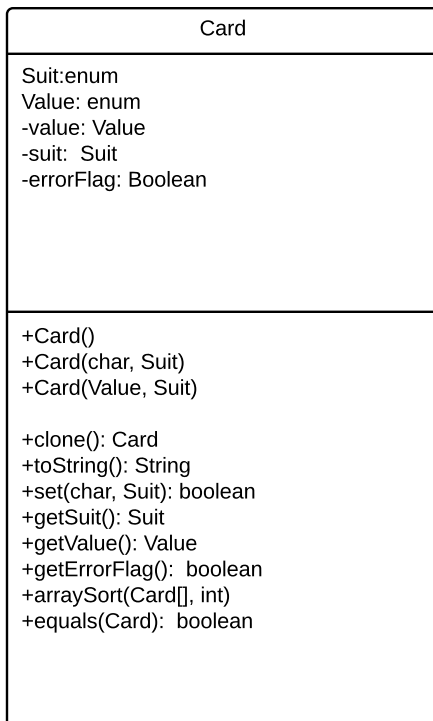 Card
Suit:enum
Value: enum
-value: Value
-suit:  Suit
-errorFlag: Boolean
+Card()
+Card(char, Suit)
+Card(Value, Suit)
+clone(): Card
+toString(): String
+set(char, Suit): boolean
+getSuit(): Suit
+getValue(): Value
+getErrorFlag():  boolean
+arraySort(Card[], int)
+equals(Card):  boolean